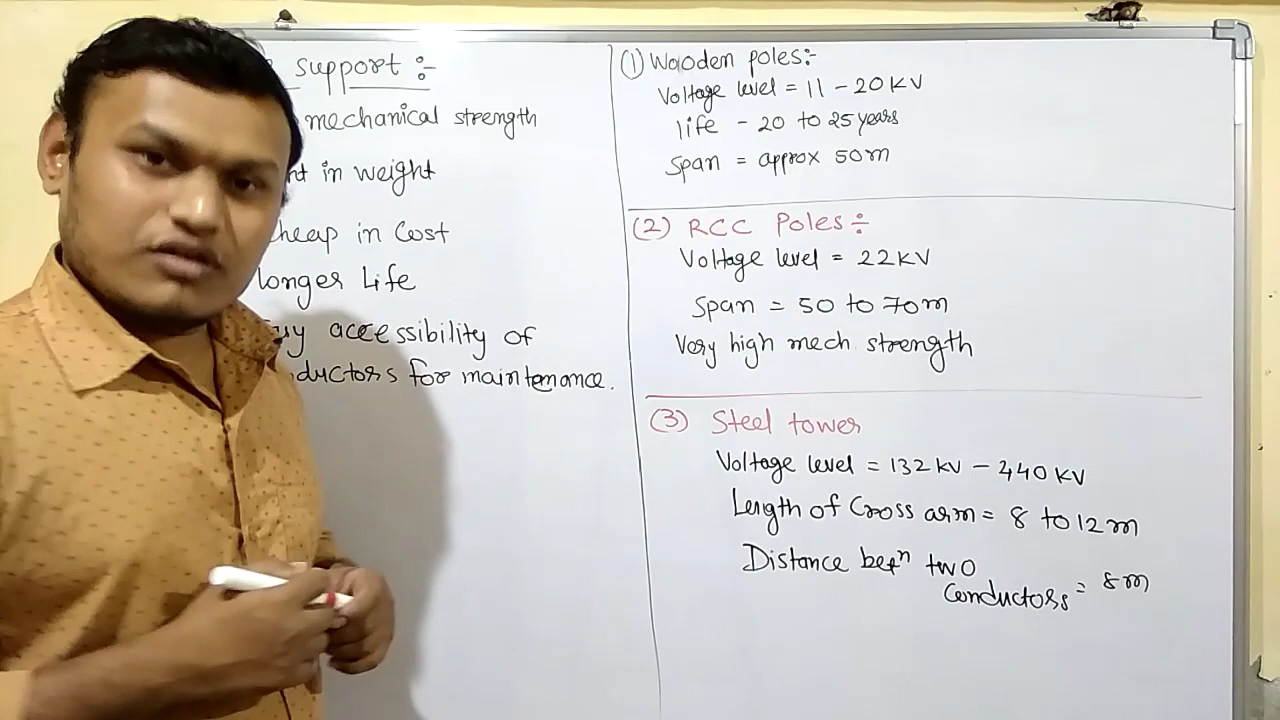 support :-
mechanical strength
in weight
cheap in Cost
longer Life
accessibility of
for maintenance.
(1) Wooden poles:-
Voltage level = 11 - 20 KV
life - 20 to 25 years
Span = approx 50m
(2) RCC Poles :-
Voltage level = 22 KV
Span = 50 to 70m
Very high mech. strength
(3) Steel tower
Voltage level = 132 KV - 440 KV
Length of Cross arm = 8 to 12 m
Distance betn two
Conductors = 8m